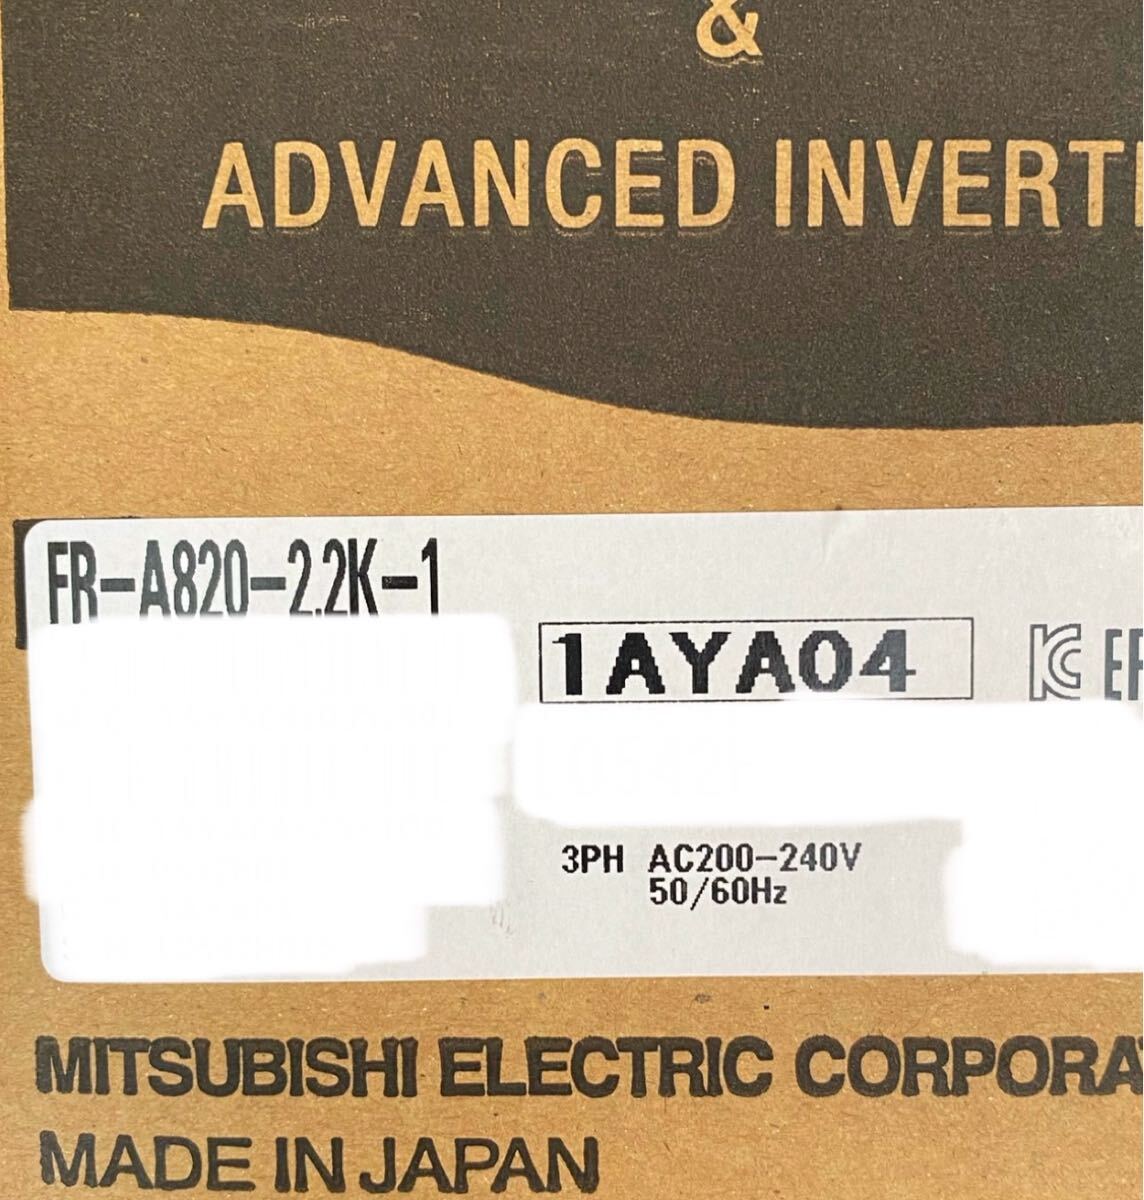 &
ADVANCED INVERT
FR-A820-2.2K-1
1AYA04
3PH AC200-240V
50/60Hz
MITSUBISHI ELECTRIC CORPORA
MADE IN JAPAN